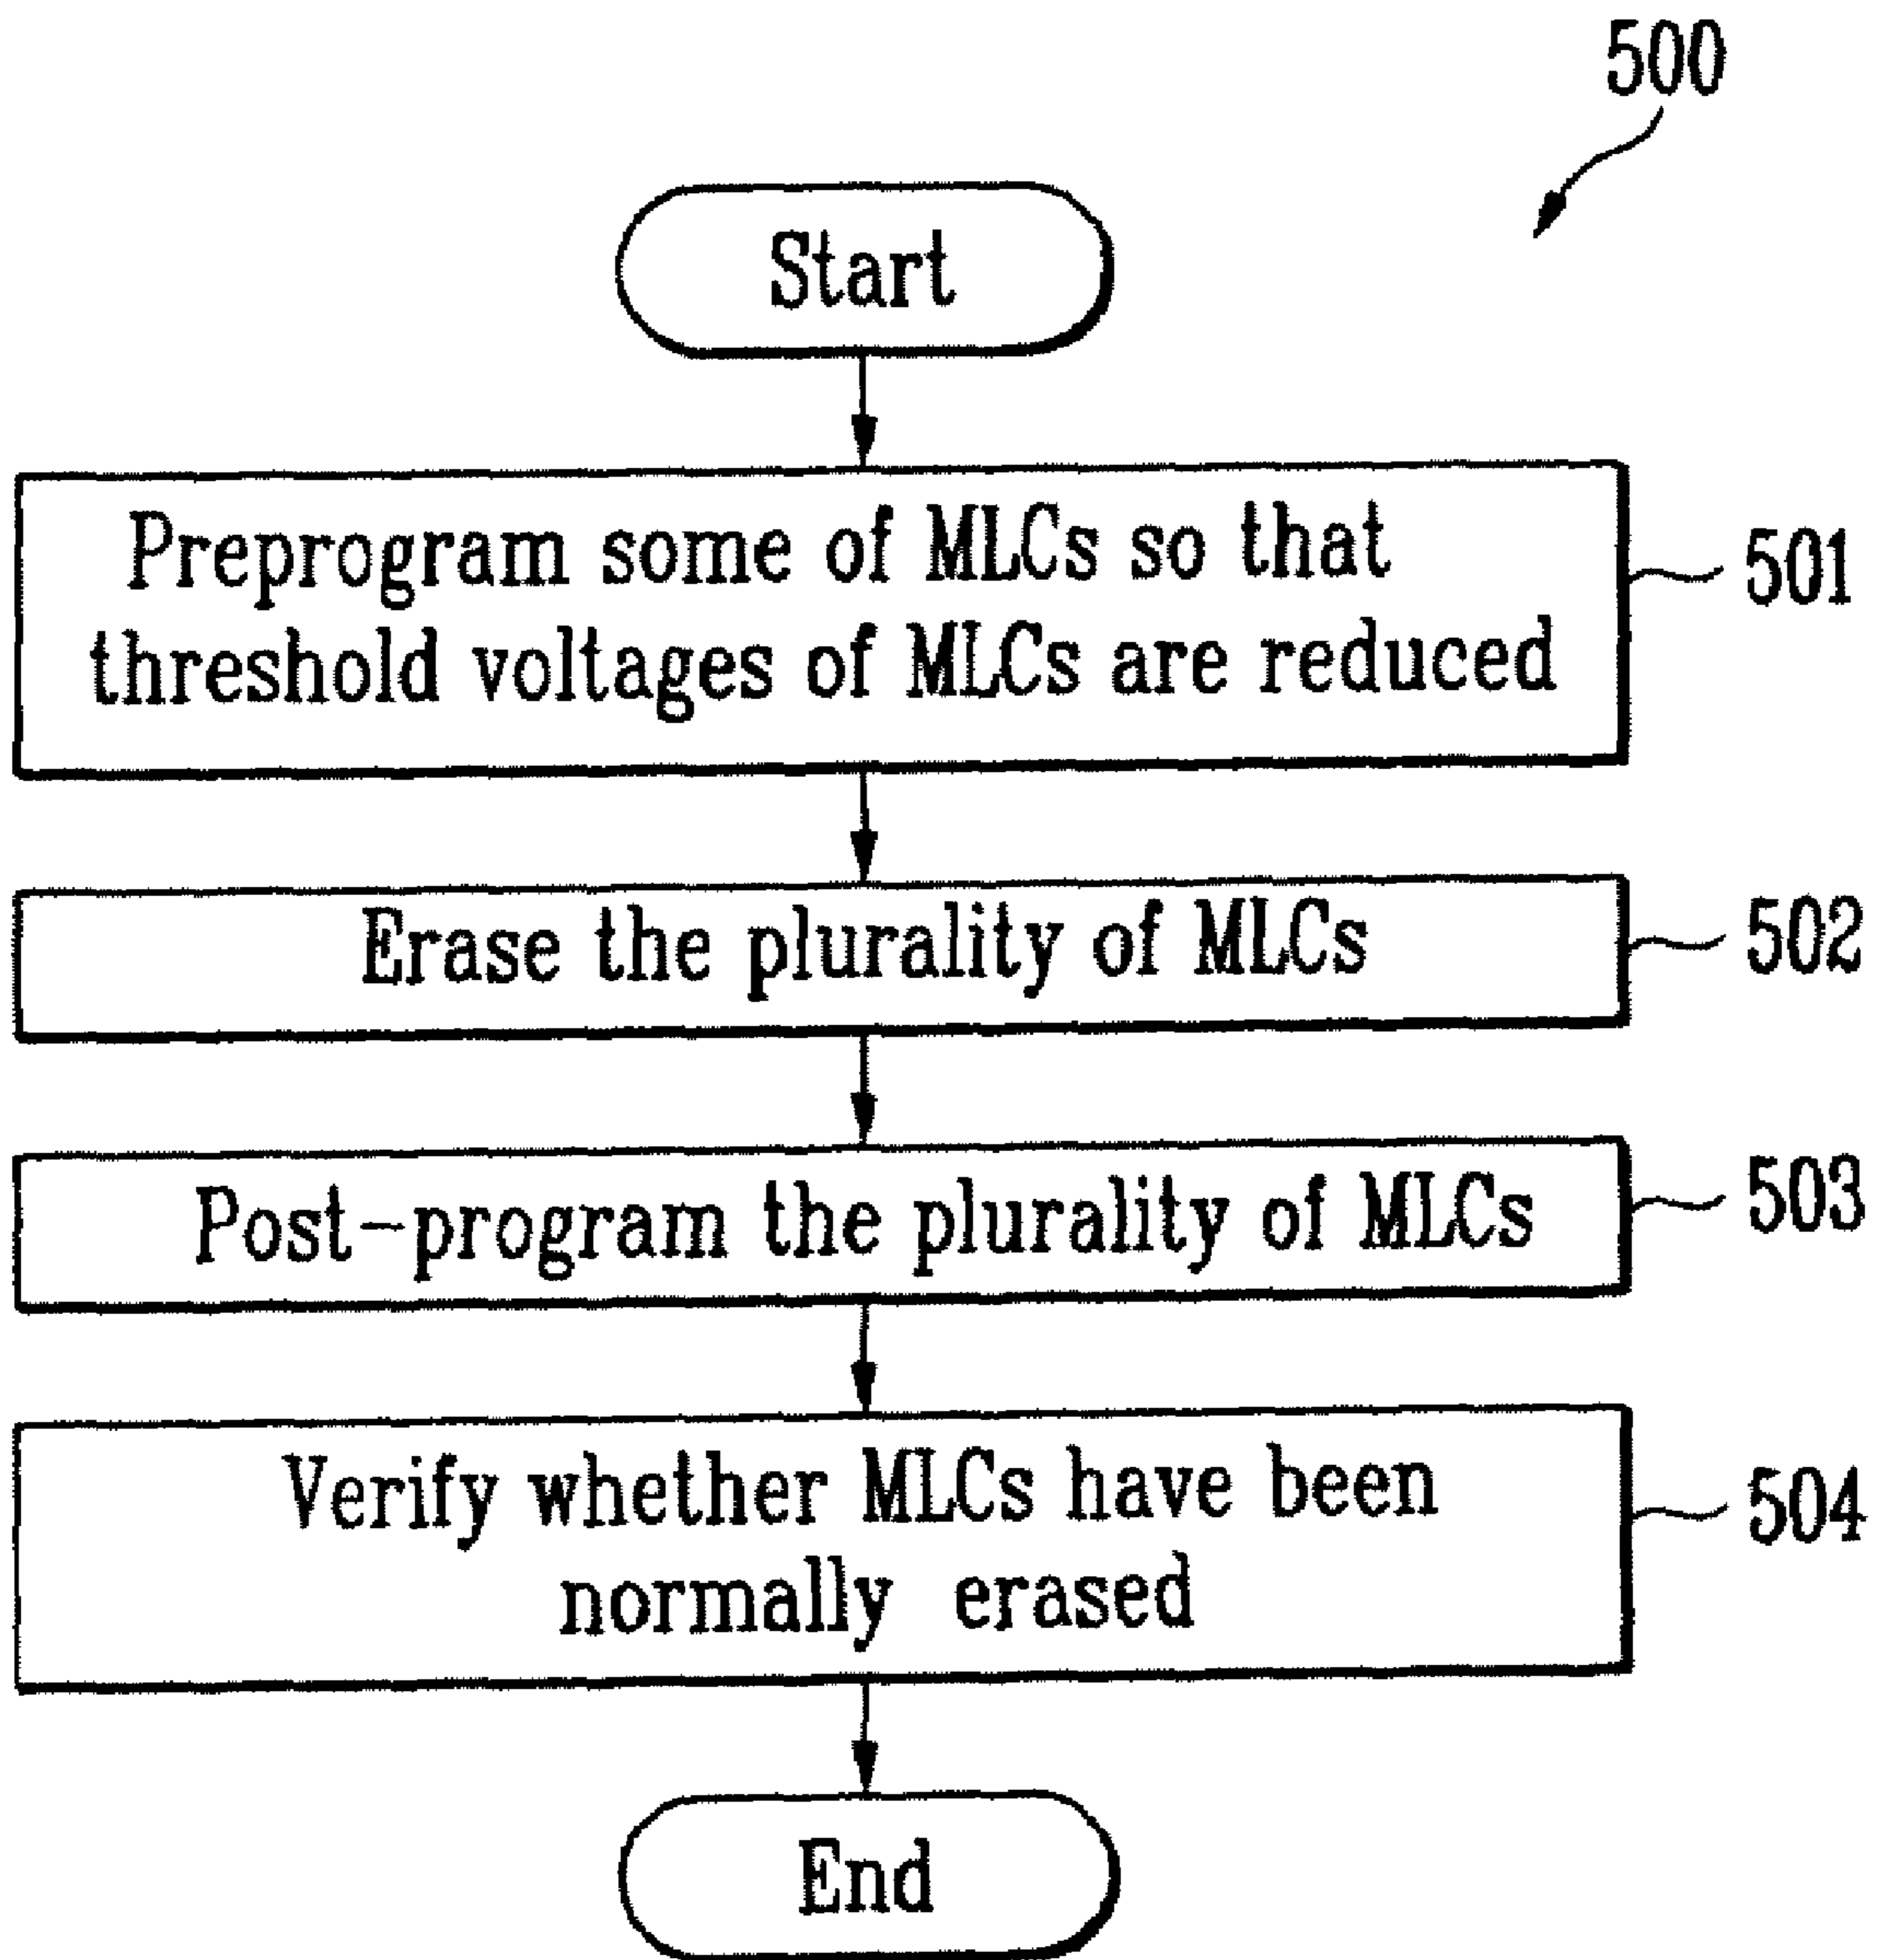 500
Start
Preprogram some of MLCs so that
threshold voltages of MLCs are reduced
501
Erase the plurality of MLCs
502
Post-program the plurality of MLCs
503
Verify whether MLCs have been
normally erased
504
End